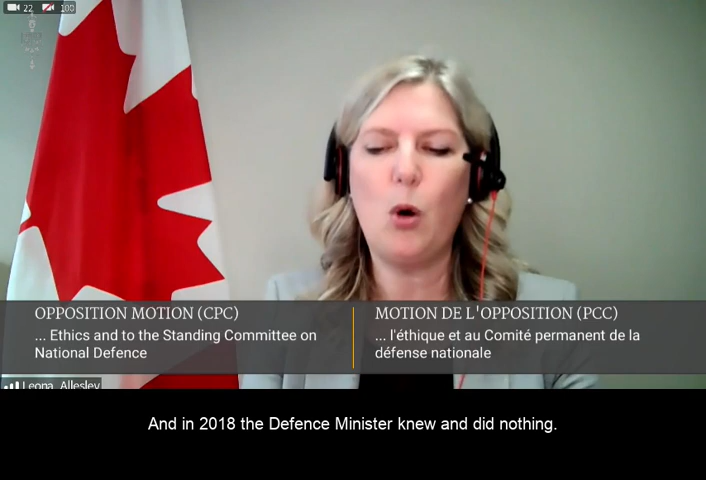 22 100
OPPOSITION MOTION (CPC)
... Ethics and to the Standing Committee on
National Defence
MOTION DE L'OPPOSITION (PCC)
... l'éthique et au Comité permanent de la
défense nationale
Leona Alleslev
And in 2018 the Defence Minister knew and did nothing.